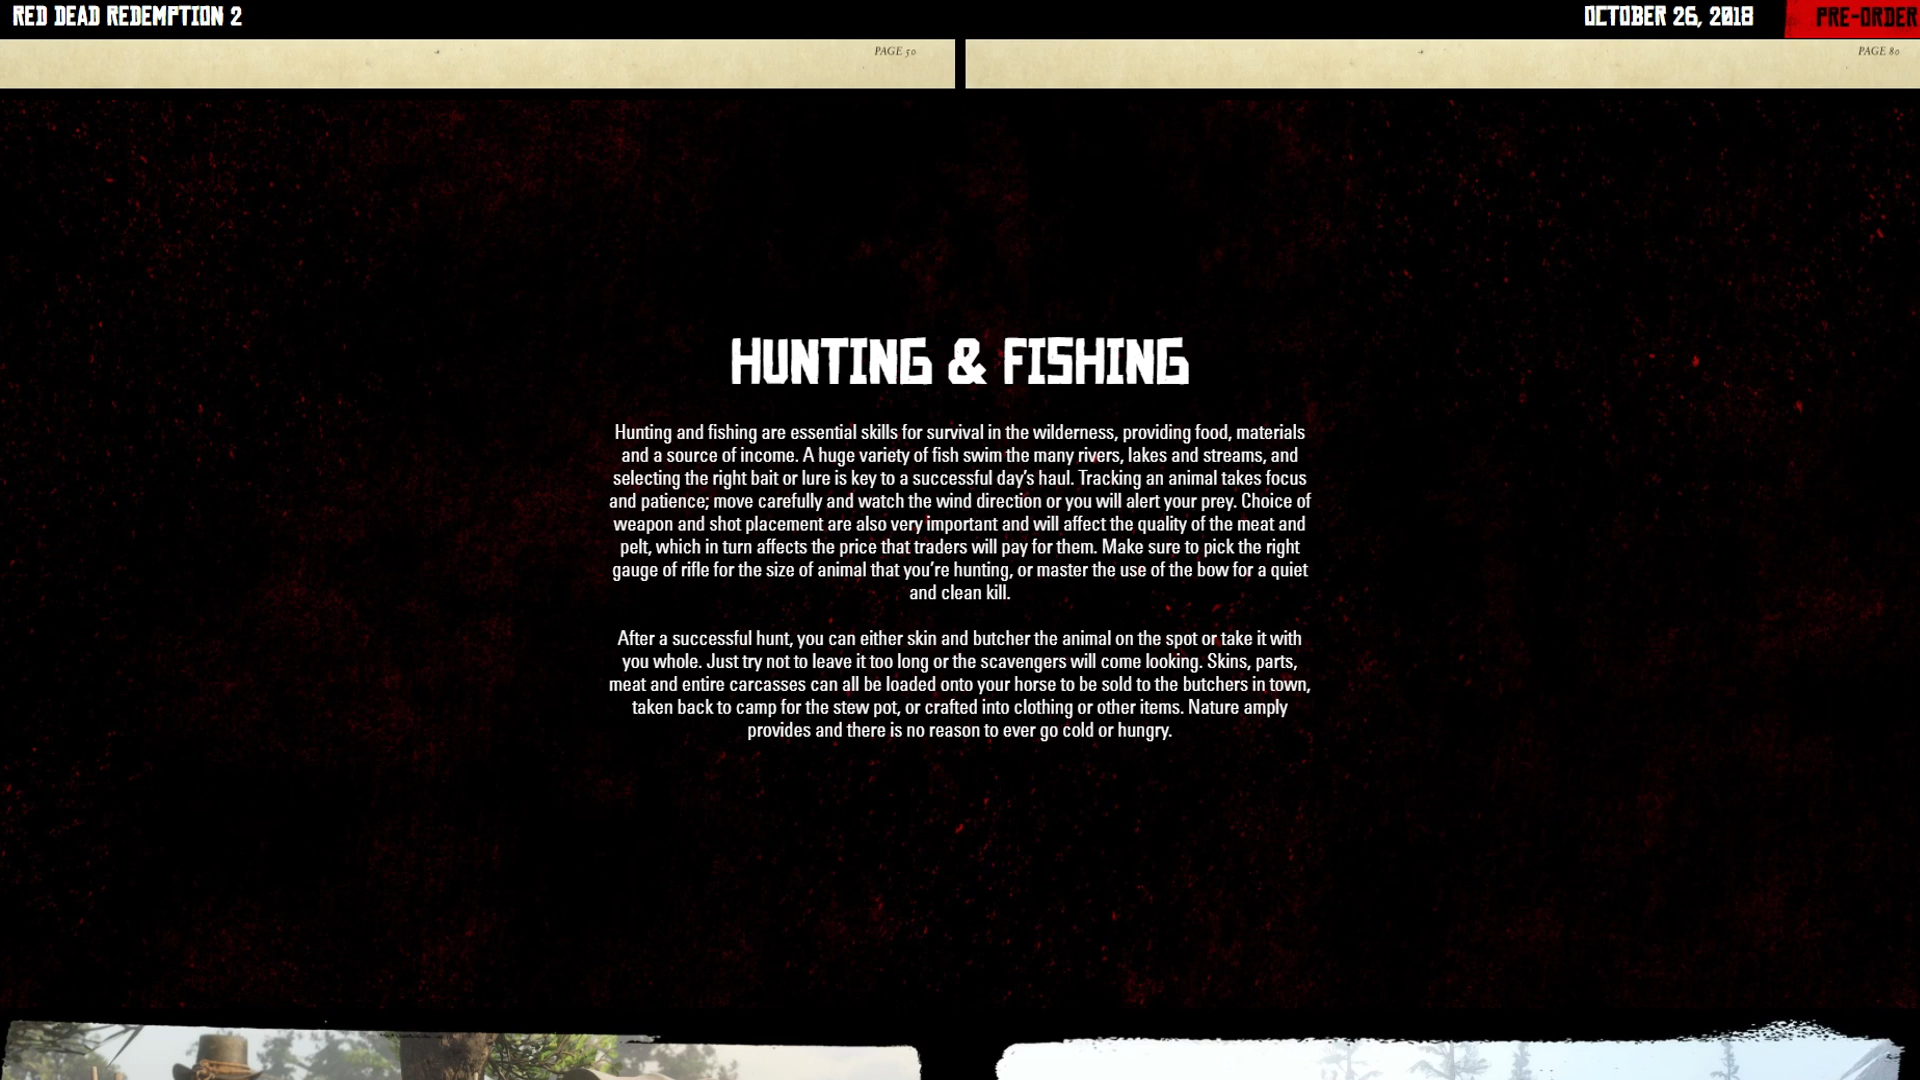 RED DEAD REDEMPTION 2
OCTOBER 26, 2018
PRE-ORDER
PAGE 50
PAGE 80
HUNTING & FISHING
Hunting and fishing are essential skills for survival in the wilderness, providing food, materials
and a source of income. A huge variety of fish swim the many rivers, lakes and streams, and
selecting the right bait or lure is key to a successful day's haul. Tracking an animal takes focus
and patience; move carefully and watch the wind direction or you will alert your prey. Choice of
weapon and shot placement are also very important and will affect the quality of the meat and
pelt, which in turn affects the price that traders will pay for them. Make sure to pick the right
gauge of rifle for the size of animal that you're hunting, or master the use of the bow for a quiet
and clean kill.
After a successful hunt, you can either skin and butcher the animal on the spot or take it with
you whole. Just try not to leave it too long or the scavengers will come looking. Skins, parts,
meat and entire carcasses can all be loaded onto your horse to be sold to the butchers in town,
taken back to camp for the stew pot, or crafted into clothing or other items. Nature amply
provides and there is no reason to ever go cold or hungry.